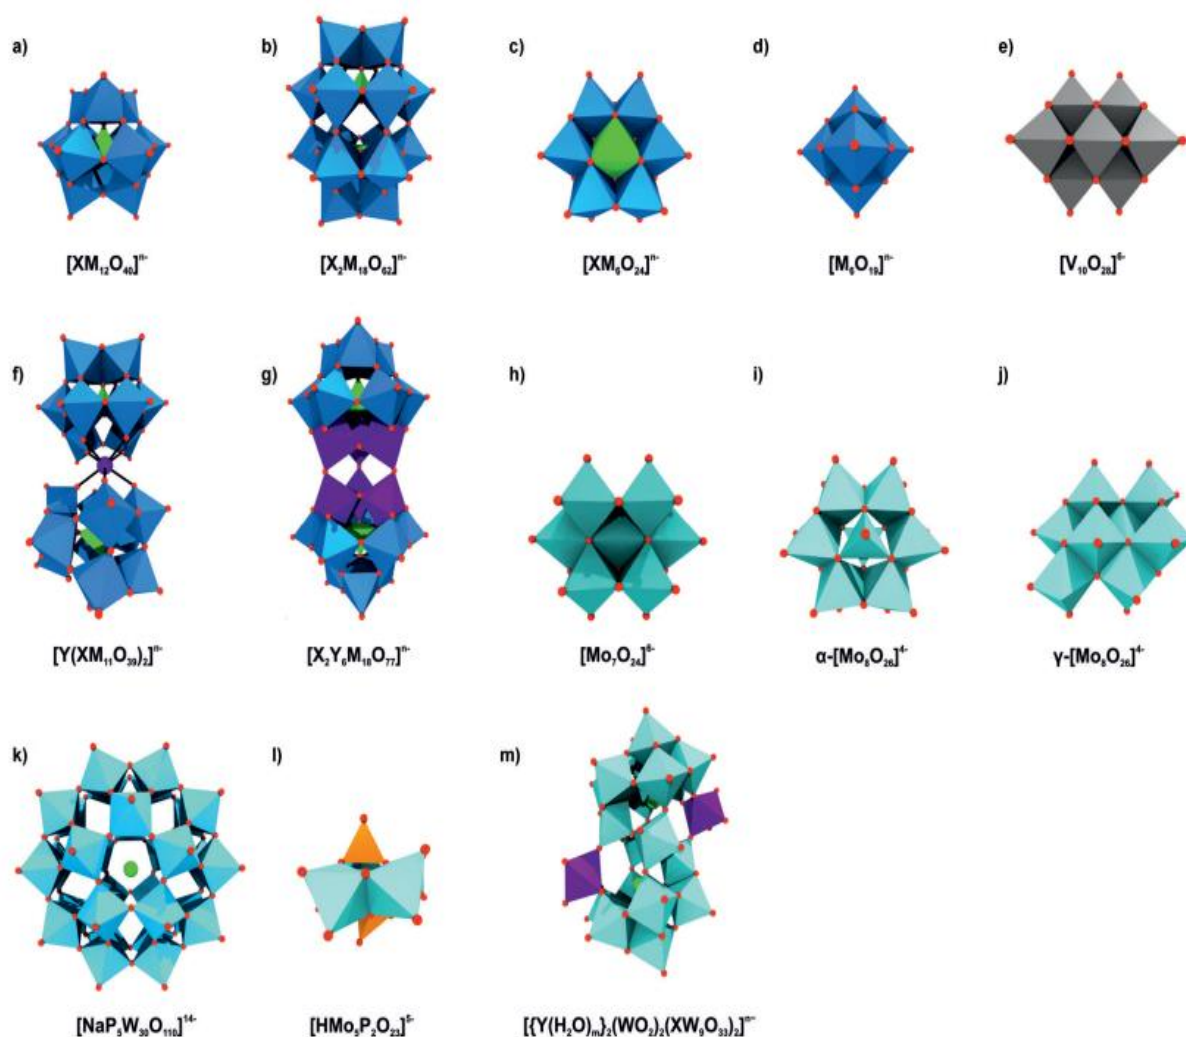 a) b) c) d) e)
[XM₁₂O₄₀]ⁿ⁻ [X₂M₁₈O₆₂]ⁿ⁻ [XM₆O₂₄]ⁿ⁻ [M₆O₁₉]ⁿ⁻ [V₁₀O₂₈]⁶⁻
f) g) h) i) j)
[Y(XM₁₁O₃₉)₂]ⁿ⁻ [X₂Y₆M₁₈O₇₇]ⁿ⁻ [Mo₇O₂₄]⁶⁻ α-[Mo₈O₂₆]⁴⁻ γ-[Mo₈O₂₆]⁴⁻
k) l) m)
[NaP₅W₃₀O₁₁₀]¹⁴⁻ [HMo₅P₂O₂₃]⁵⁻ [{Y(H₂O)ₘ}₂(WO₂)₂(XW₉O₃₃)₂]ⁿ⁻